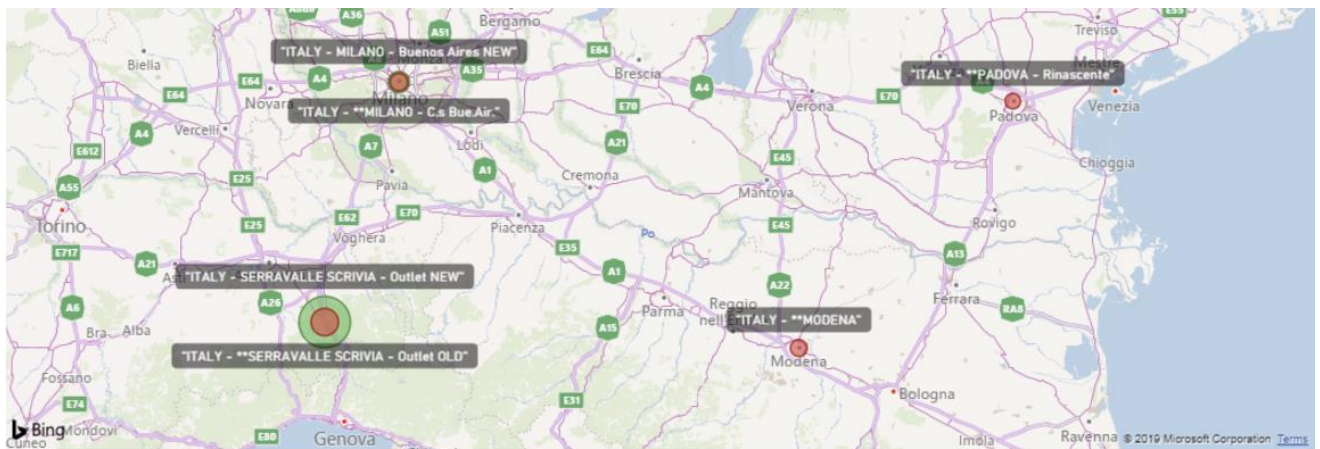 A36
Bergamo
E55
Treviso
A51
"ITALY - MILANO - Buenos Aires NEW"
E64
Biella
Brescia
Mestre
"ITALY - **PADOVA - Rinascente"
E64
A4
A35
A4
Verona
E70
Venezia
Novara
Milano
E64
"ITALY - **MILANO - C.s Bue.Air."
E70
Padova
Vercelli
A4
A7
Lodi
A21
E612
A1
E45
Chioggia
A55
E25
Pavia
Cremona
Mantova
Torino
E25
E62
E70
Piacenza
Rovigo
E45
Voghera
Po
E717
E35
A13
A21
Asti
"ITALY - SERRAVALLE SCRIVIA - Outlet NEW"
A1
A22
Ferrara
A6
A26
Parma
Reggio
RA8
Bra
Alba
A15
"ITALY - **MODENA"
"ITALY - **SERRAVALLE SCRIVIA - Outlet OLD"
Modena
Fossano
Bologna
E74
E31
Bing
Mondovì
Cuneo
E80
Genova
Imola
Ravenna
© 2019 Microsoft Corporation Terms